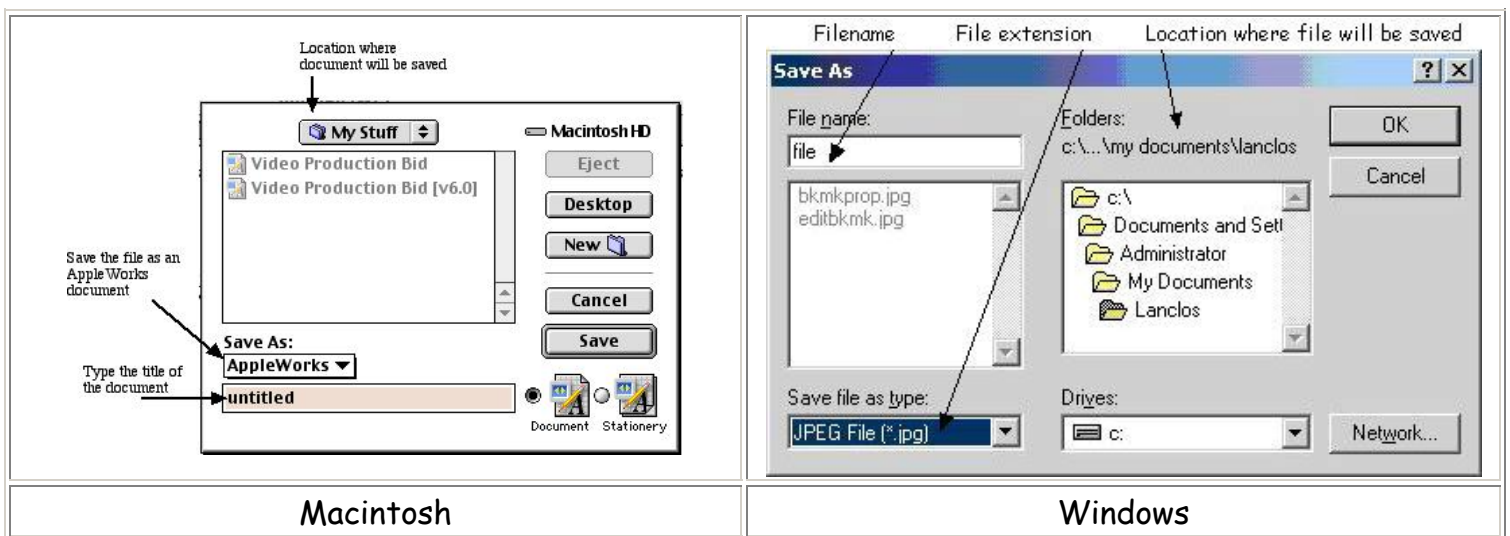 Location where
document will be saved
My Stuff
Macintosh HD
Video Production Bid
Video Production Bid [v6.0]
Eject
Desktop
New
Save the file as an
AppleWorks
document
Cancel
Save
Save As:
AppleWorks
Type the title of
the document
untitled
Document Stationery
Macintosh
Filename File extension Location where file will be saved
Save As
File name:
file
bkmkprop.jpg
editbkmk.jpg
Folders:
c:\...\my documents\lanclos
c:\
Documents and Sett
Administrator
My Documents
Lanclos
OK
Cancel
Save file as type:
JPEG File (*.jpg)
Drives:
c:
Network...
Windows